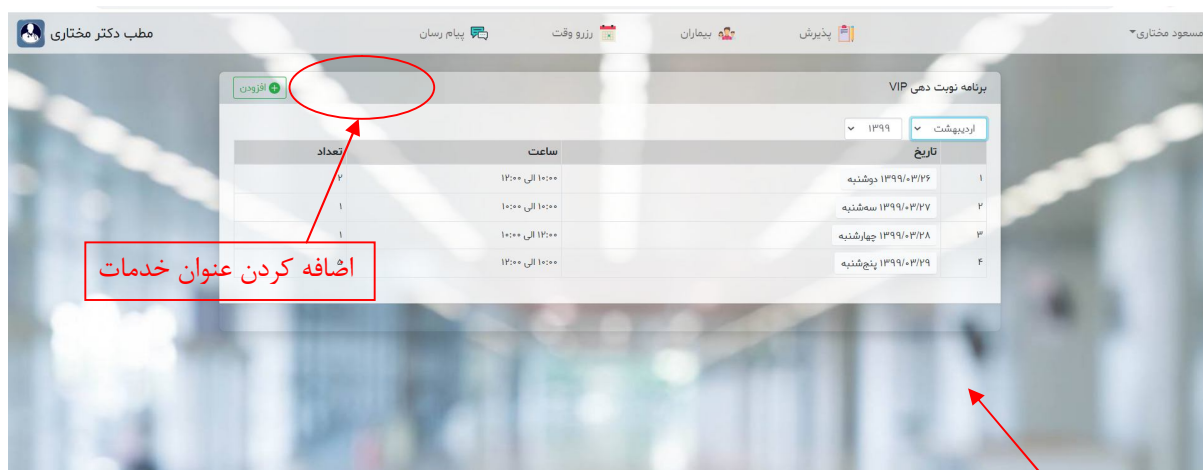 مسعود مختاری
پذیرش
بیماران
رزرو وقت
پیام رسان
مطب دکتر مختاری
برنامه نوبت دهی VIP
افزودن
اردیبهشت
۱۳۹۹
تاریخ ساعت تعداد
۱ ۱۳۹۹/۰۳/۲۶ دوشنبه ۱۰:۰۰ الی ۱۲:۰۰ ۲
۲ ۱۳۹۹/۰۳/۲۷ سه‌شنبه ۱۰:۰۰ الی ۱۰:۰۰ ۱
۳ ۱۳۹۹/۰۳/۲۸ چهارشنبه ۱۲:۰۰ الی ۱۰:۰۰ ۱
۴ ۱۳۹۹/۰۳/۲۹ پنج‌شنبه ۱۰:۰۰ الی ۱۲:۰۰
اضافه کردن عنوان خدمات